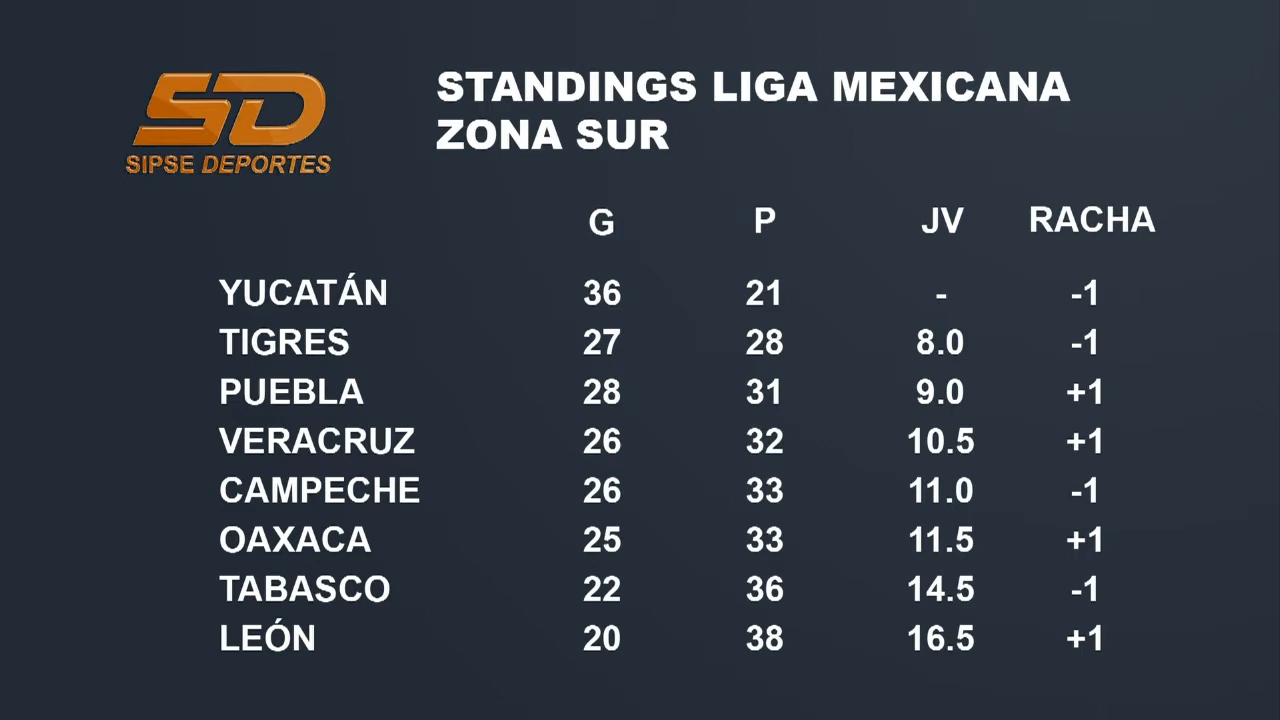 SD
SIPSE DEPORTES
STANDINGS LIGA MEXICANA
ZONA SUR
G P JV RACHA
YUCATÁN 36 21 - -1
TIGRES 27 28 8.0 -1
PUEBLA 28 31 9.0 +1
VERACRUZ 26 32 10.5 +1
CAMPECHE 26 33 11.0 -1
OAXACA 25 33 11.5 +1
TABASCO 22 36 14.5 -1
LEÓN 20 38 16.5 +1